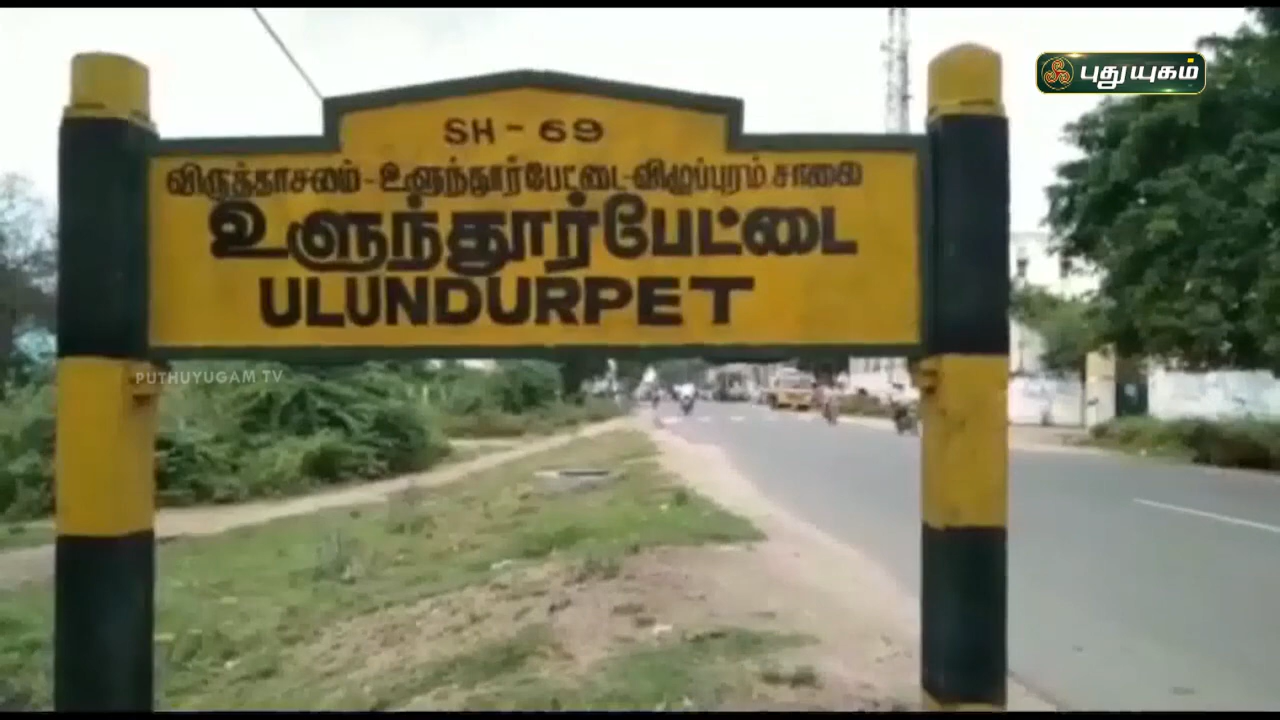 புதுயுகம்
SH - 69
விருத்தாசலம் - உளுந்தூர்பேட்டை - விழுப்புரம் சாலை
உளுந்தூர்பேட்டை
ULUNDURPET
PUTHUYUGAM TV